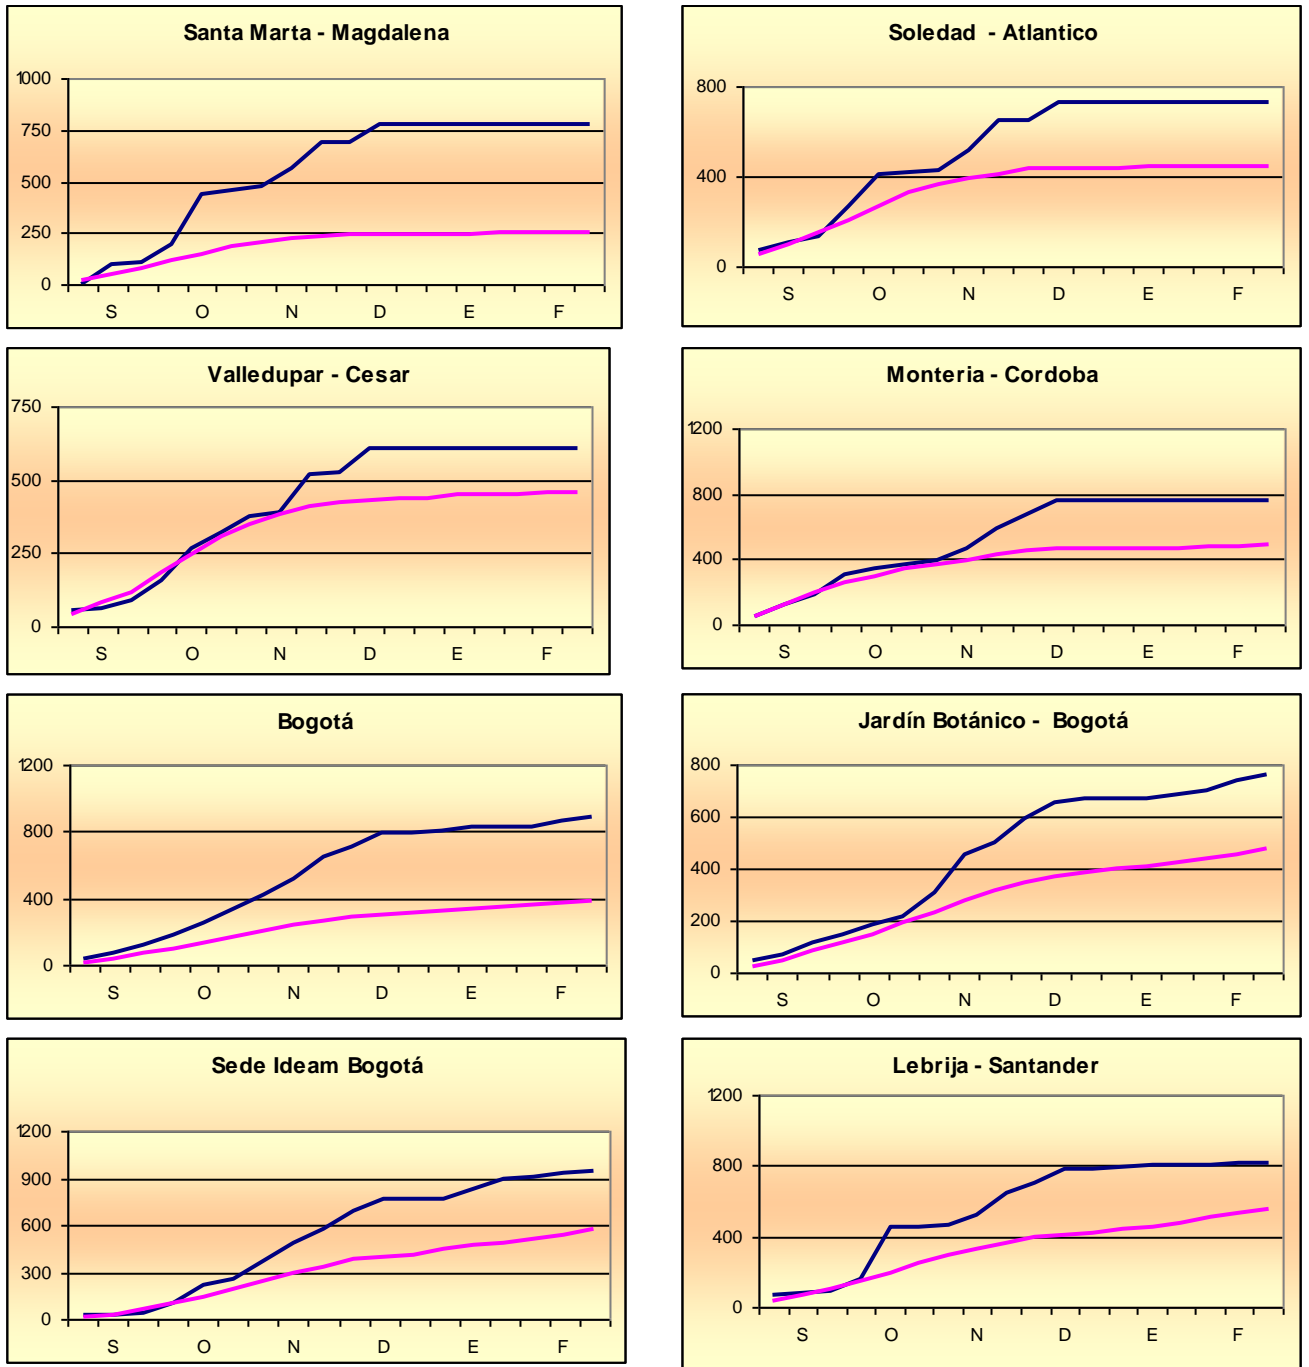 Santa Marta - Magdalena
1000
750
500
250
0
S O N D E F
Soledad - Atlantico
800
400
0
S O N D E F
Valledupar - Cesar
750
500
250
0
S O N D E F
Monteria - Cordoba
1200
800
400
0
S O N D E F
Bogotá
1200
800
400
0
S O N D E F
Jardín Botánico - Bogotá
800
600
400
200
0
S O N D E F
Sede Ideam Bogotá
1200
900
600
300
0
S O N D E F
Lebrija - Santander
1200
800
400
0
S O N D E F